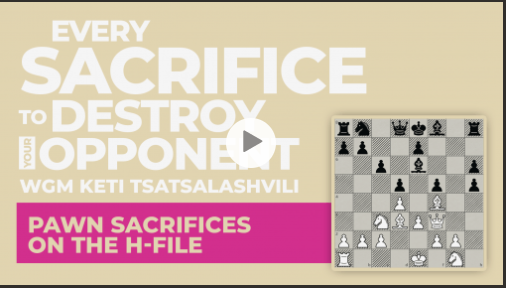 EVERY
SACRIFICE
TO DESTROY
YOUR OPPONENT
WGM KETI TSATSALASHVILI
PAWN SACRIFICES
ON THE H-FILE